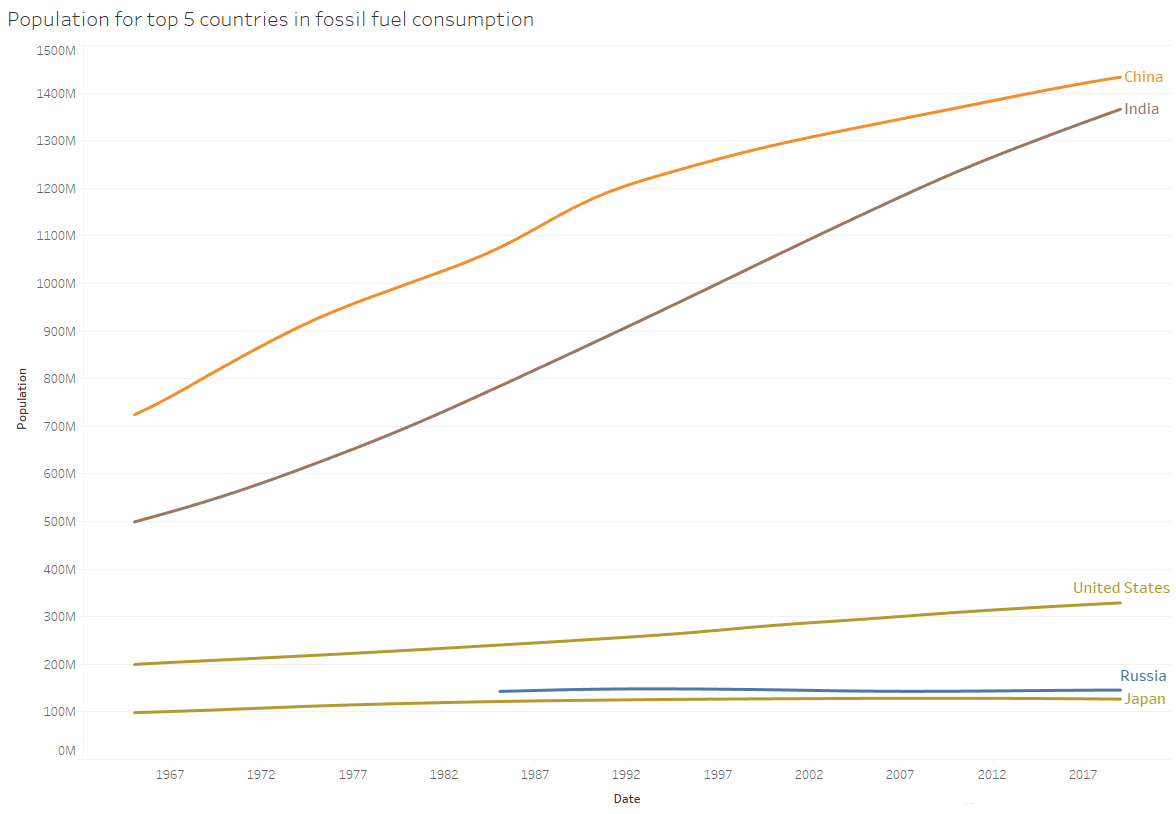 Population for top 5 countries in fossil fuel consumption
1500M
China
1400M
India
1300M
1200M
1100M
1000M
900M
Population
800M
700M
600M
500M
400M
United States
300M
200M
Russia
Japan
100M
0M
1967 1972 1977 1982 1987 1992 1997 2002 2007 2012 2017
Date